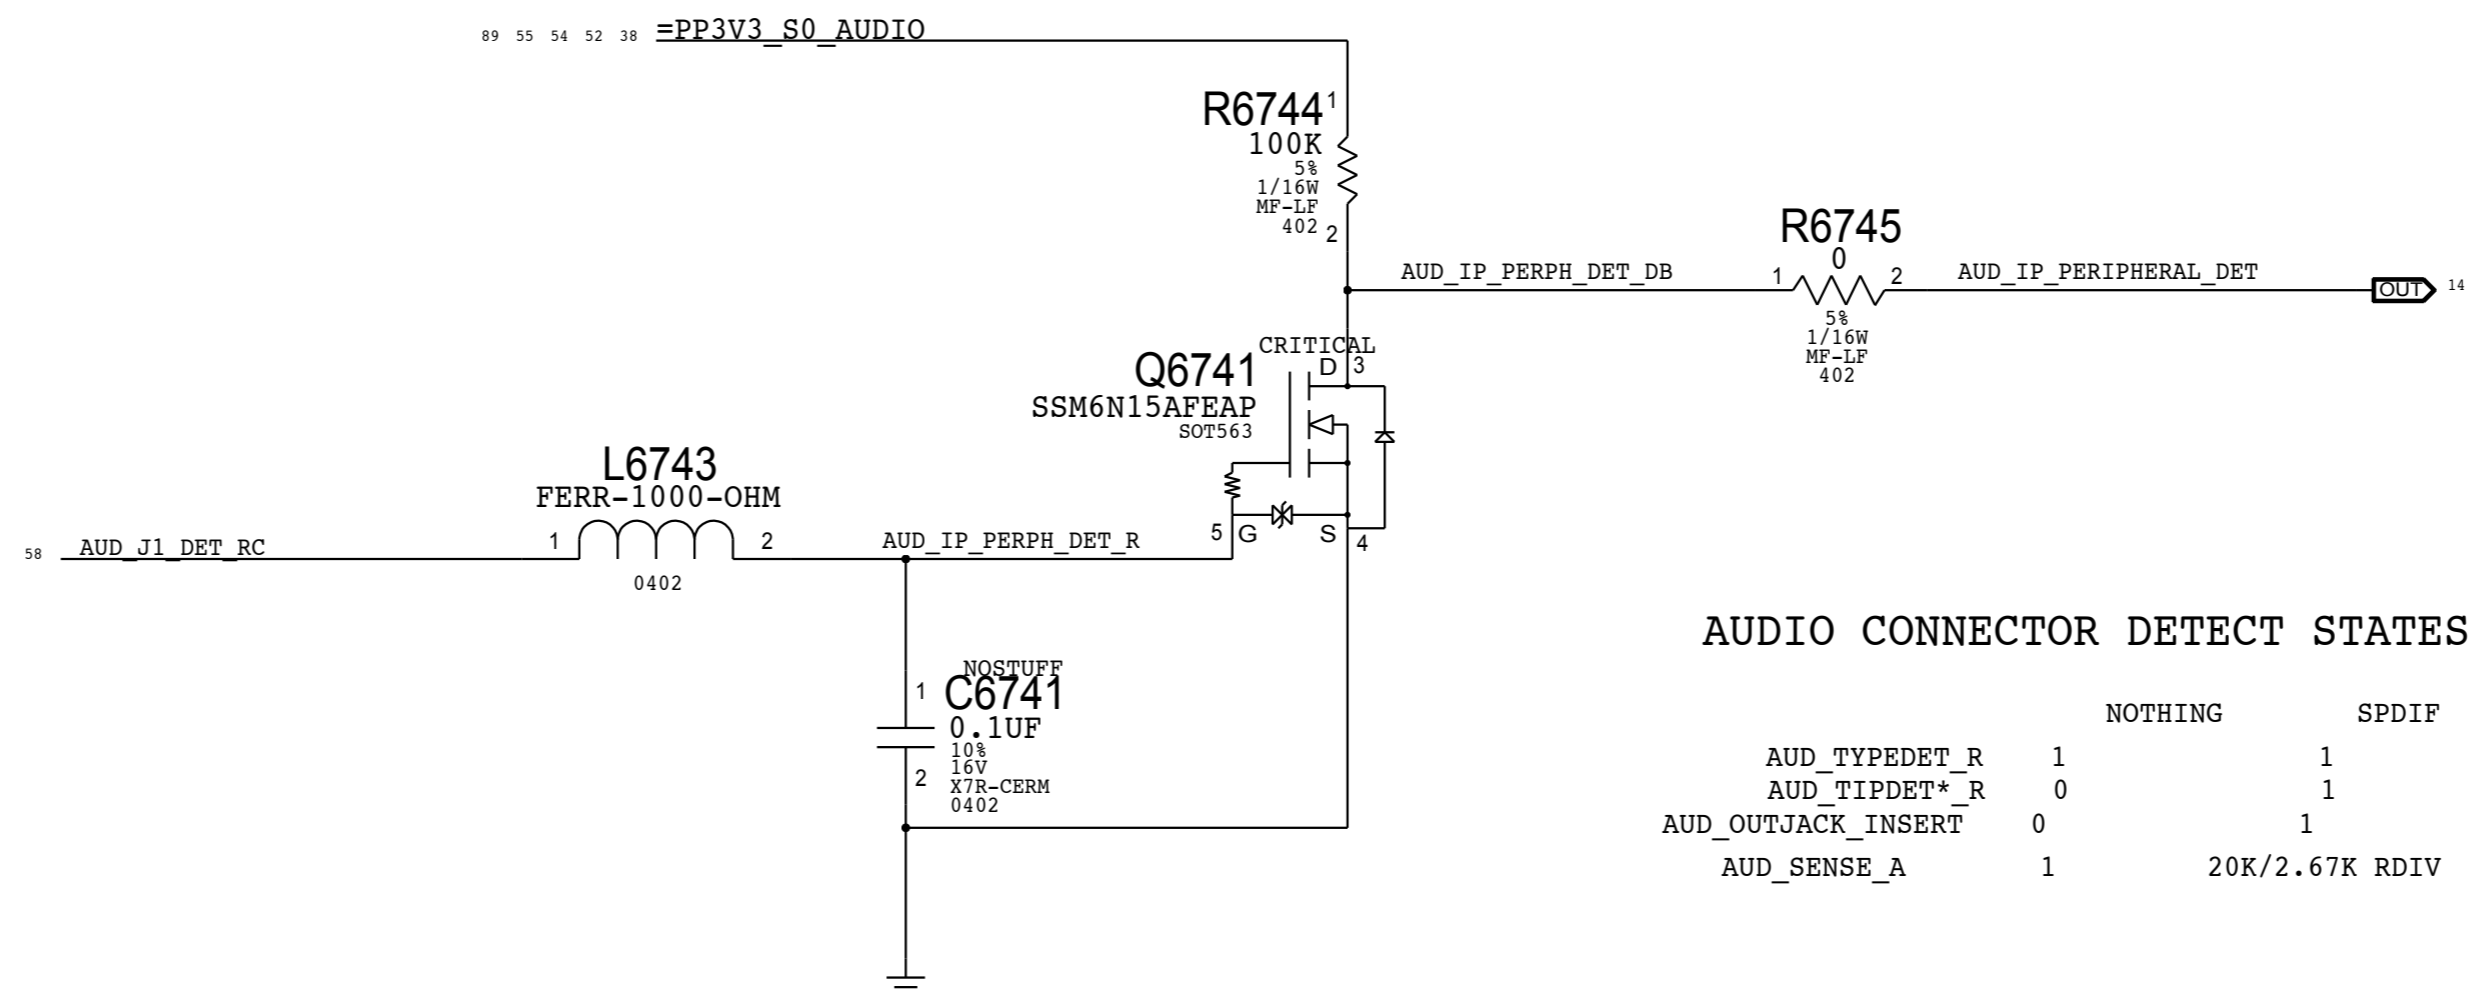 89 55 54 52 38 =PP3V3_S0_AUDIO
R6744 1
100K
5%
1/16W
MF-LF
402 2
R6745
0
AUD_IP_PERPH_DET_DB 1 2 AUD_IP_PERIPHERAL_DET OUT 14
5%
1/16W
MF-LF
402
CRITICAL
D 3
Q6741
SSM6N15AFEAP
SOT563
5 G S 4
L6743
FERR-1000-OHM
58 AUD_J1_DET_RC 1 2 AUD_IP_PERPH_DET_R
0402
NOSTUFF
1 C6741
0.1UF
10%
16V
2 X7R-CERM
0402
AUDIO CONNECTOR DETECT STATES
NOTHING SPDIF
AUD_TYPEDET_R 1 1
AUD_TIPDET*_R 0 1
AUD_OUTJACK_INSERT 0 1
AUD_SENSE_A 1 20K/2.67K RDIV